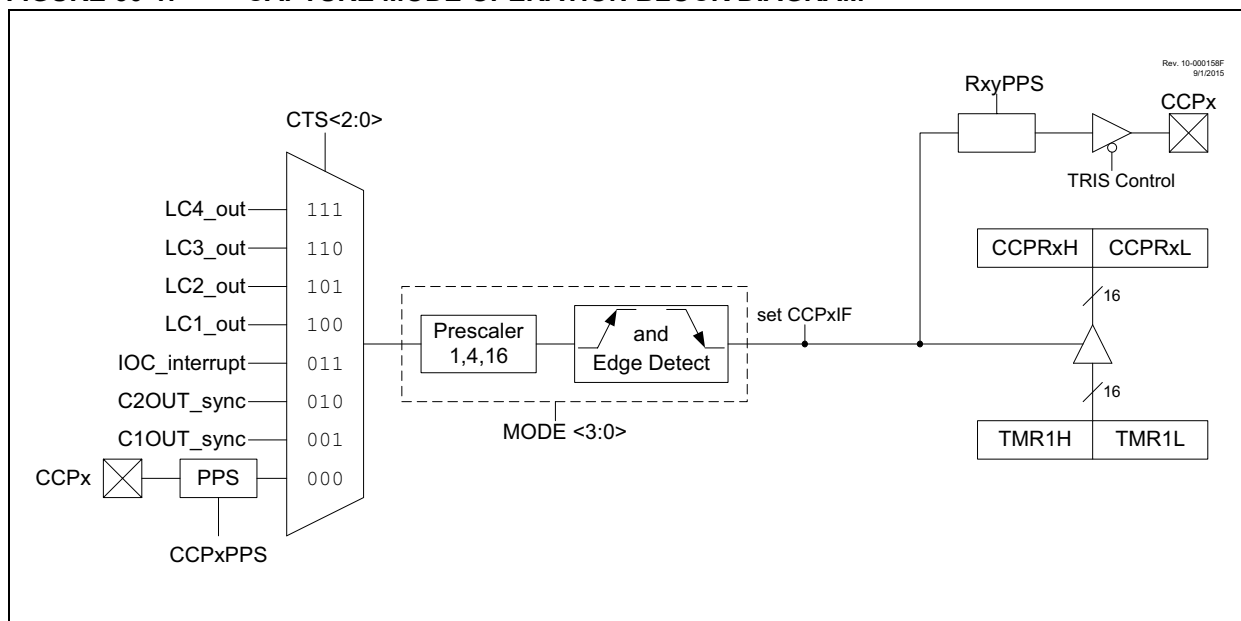 Rev. 10-000158F
9/1/2015
RxyPPS
CCPx
CTS<2:0>
TRIS Control
LC4_out
111
LC3_out
110
CCPRxH
CCPRxL
LC2_out
101
16
LC1_out
100
set CCPxIF
Prescaler
1,4,16
and
Edge Detect
IOC_interrupt
011
16
C2OUT_sync
010
MODE <3:0>
C1OUT_sync
001
TMR1H
TMR1L
CCPx
PPS
000
CCPxPPS